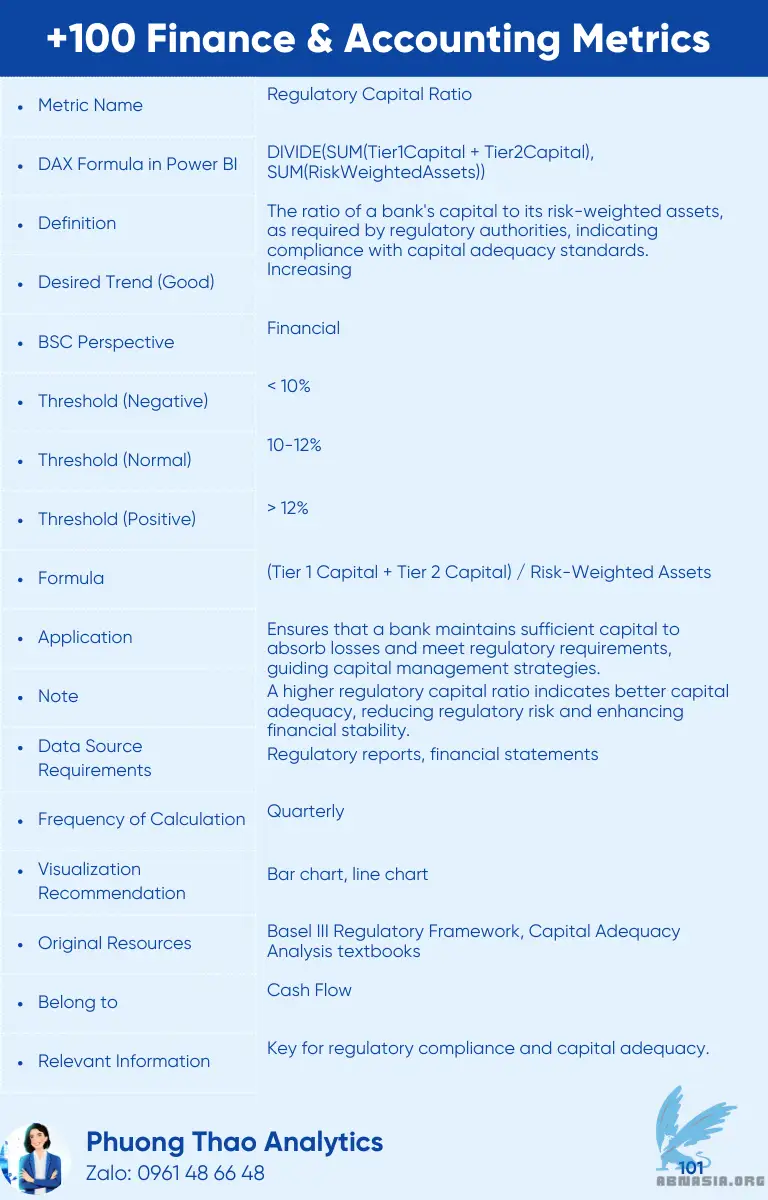 +100 Finance & Accounting Metrics
• Metric Name
Regulatory Capital Ratio
• DAX Formula in Power BI
DIVIDE(SUM(Tier1Capital + Tier2Capital),
SUM(RiskWeightedAssets))
• Definition
The ratio of a bank's capital to its risk-weighted assets,
as required by regulatory authorities, indicating
compliance with capital adequacy standards.
• Desired Trend (Good)
Increasing
• BSC Perspective
Financial
• Threshold (Negative)
< 10%
• Threshold (Normal)
10-12%
• Threshold (Positive)
> 12%
• Formula
(Tier 1 Capital + Tier 2 Capital) / Risk-Weighted Assets
• Application
Ensures that a bank maintains sufficient capital to
absorb losses and meet regulatory requirements,
guiding capital management strategies.
• Note
A higher regulatory capital ratio indicates better capital
adequacy, reducing regulatory risk and enhancing
financial stability.
• Data Source
Requirements
Regulatory reports, financial statements
• Frequency of Calculation
Quarterly
• Visualization
Recommendation
Bar chart, line chart
• Original Resources
Basel III Regulatory Framework, Capital Adequacy
Analysis textbooks
• Belong to
Cash Flow
• Relevant Information
Key for regulatory compliance and capital adequacy.
Phuong Thao Analytics
Zalo: 0961 48 66 48
101
ABNASIA.ORG